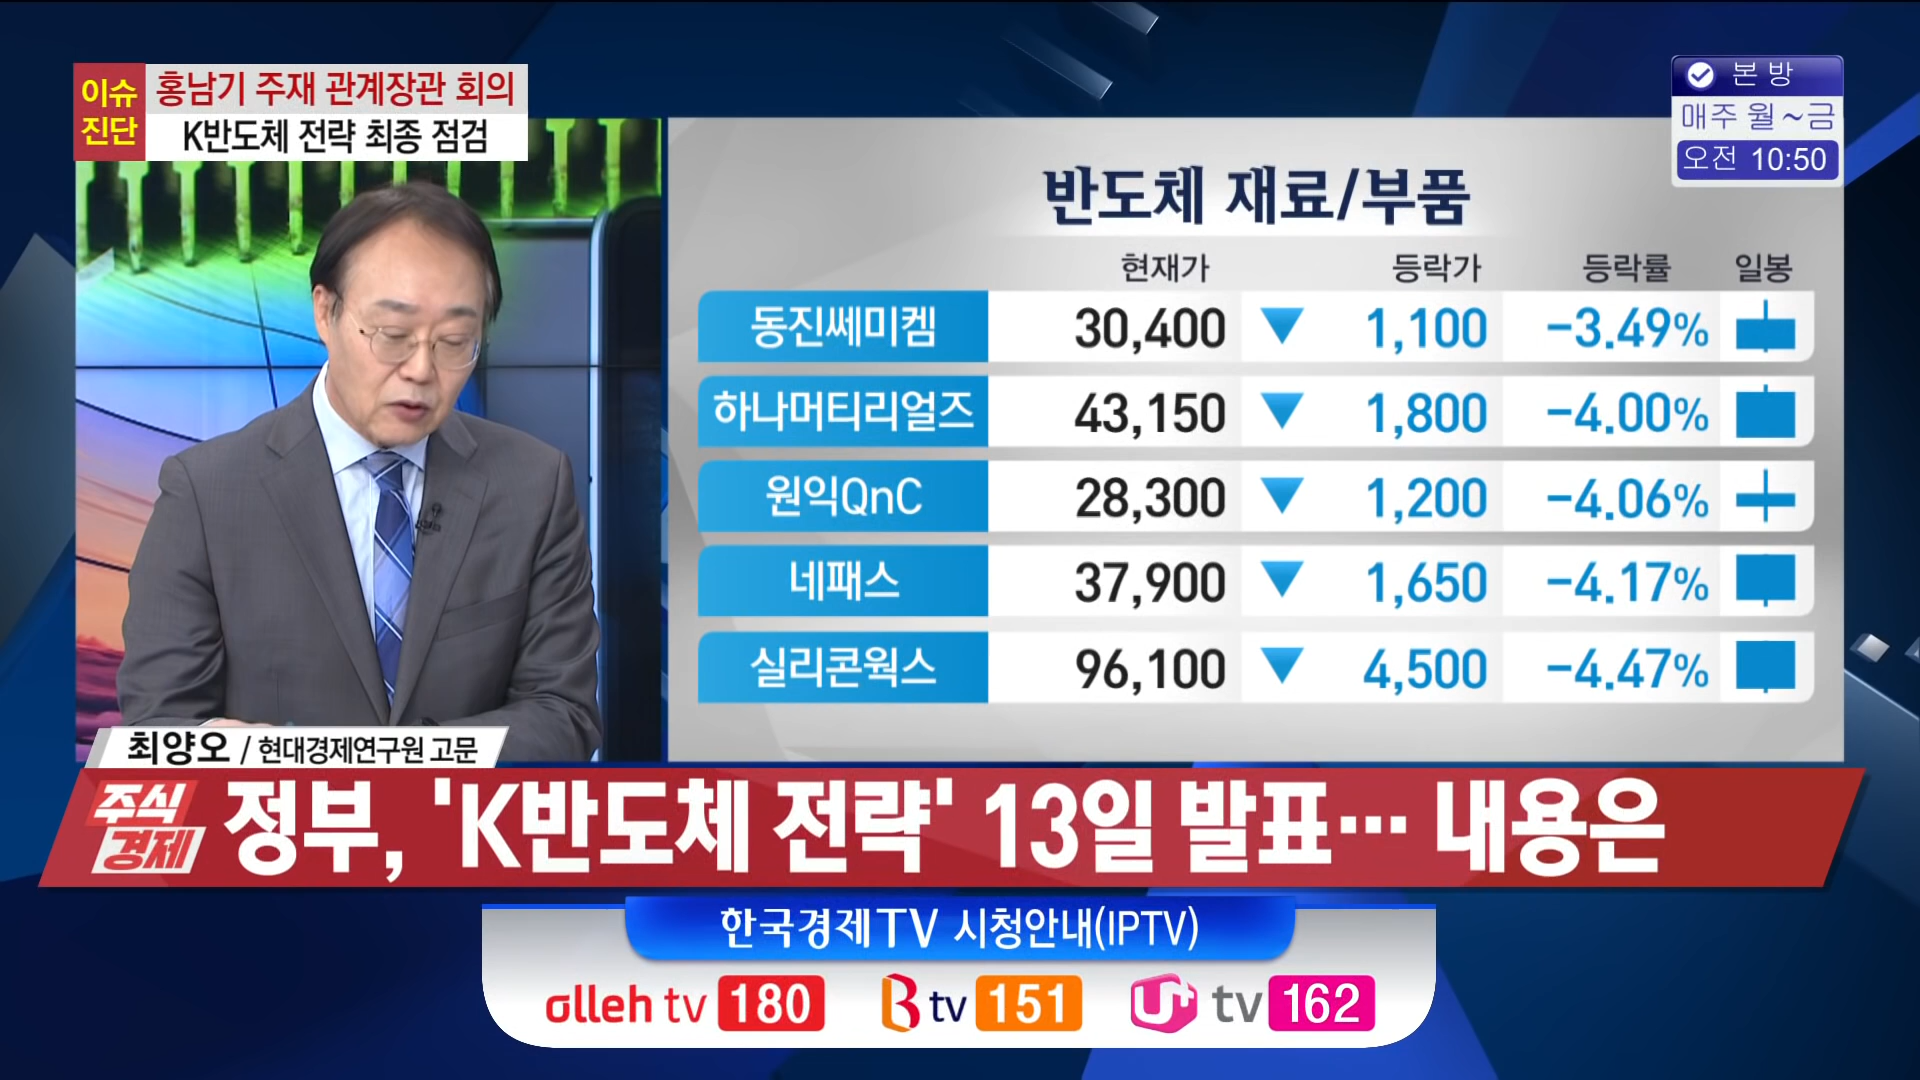 이슈
진단
홍남기 주재 관계장관 회의
K반도체 전략 최종 점검
본 방
매주 월~금
오전 10:50
반도체 재료/부품
현재가 등락가 등락률 일봉
동진쎄미켐 30,400 ▼ 1,100 -3.49%
하나머티리얼즈 43,150 ▼ 1,800 -4.00%
원익QnC 28,300 ▼ 1,200 -4.06%
네패스 37,900 ▼ 1,650 -4.17%
실리콘웍스 96,100 ▼ 4,500 -4.47%
최양오 / 현대경제연구원 고문
주식
경제
정부, 'K반도체 전략' 13일 발표… 내용은
한국경제TV 시청안내(IPTV)
olleh tv 180 B tv 151 U+ tv 162